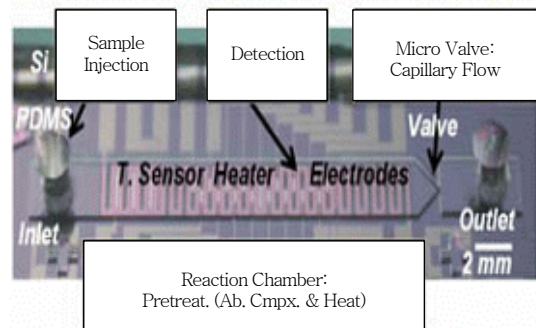 Sample
Injection
Detection
Micro Valve:
Capillary Flow
Si
PDMS
Valve
T. Sensor Heater Electrodes
Inlet
Outlet
2 mm
Reaction Chamber:
Pretreat. (Ab. Cmpx. & Heat)